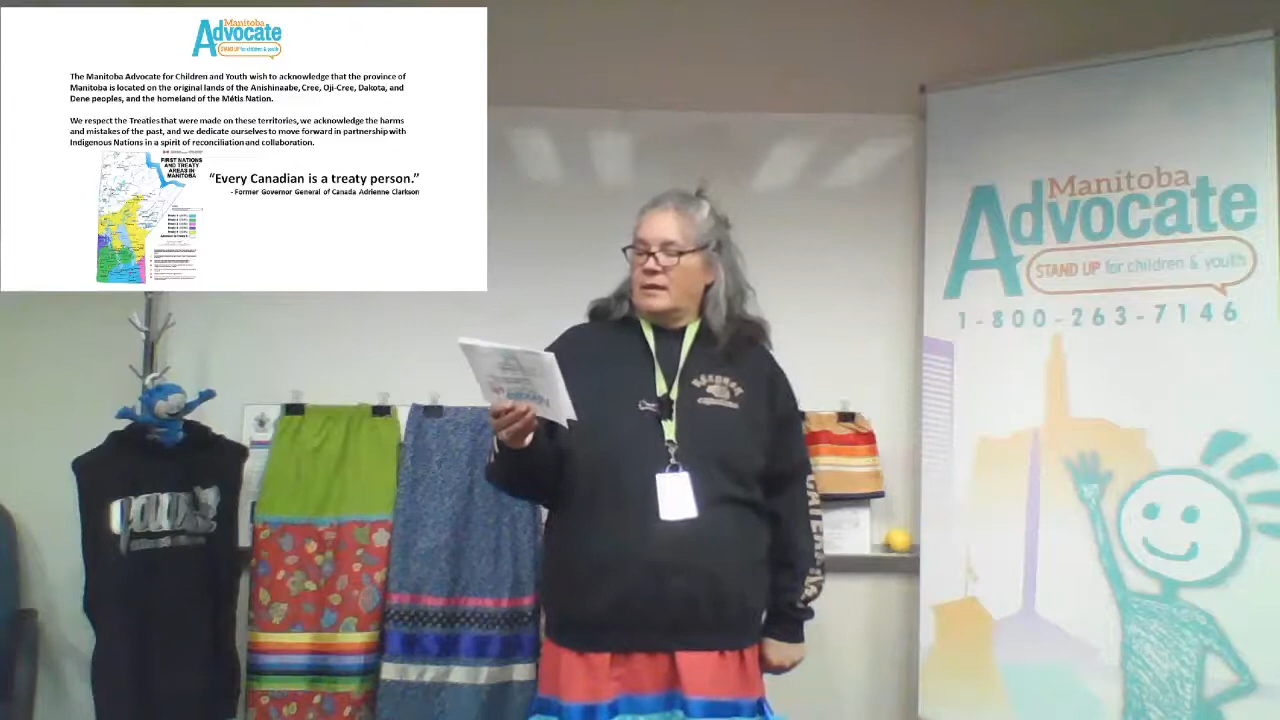 Manitoba
Advocate
STAND UP for children & youth
The Manitoba Advocate for Children and Youth wish to acknowledge that the province of
Manitoba is located on the original lands of the Anishinaabe, Cree, Oji-Cree, Dakota, and
Dene peoples, and the homeland of the Métis Nation.
We respect the Treaties that were made on these territories, we acknowledge the harms
and mistakes of the past, and we dedicate ourselves to move forward in partnership with
Indigenous Nations in a spirit of reconciliation and collaboration.
FIRST NATIONS
AND TREATY
AREAS IN
MANITOBA
“Every Canadian is a treaty person.”
- Former Governor General of Canada Adrienne Clarkson
Manitoba
Advocate
STAND UP for children & youth
1-800-263-7146